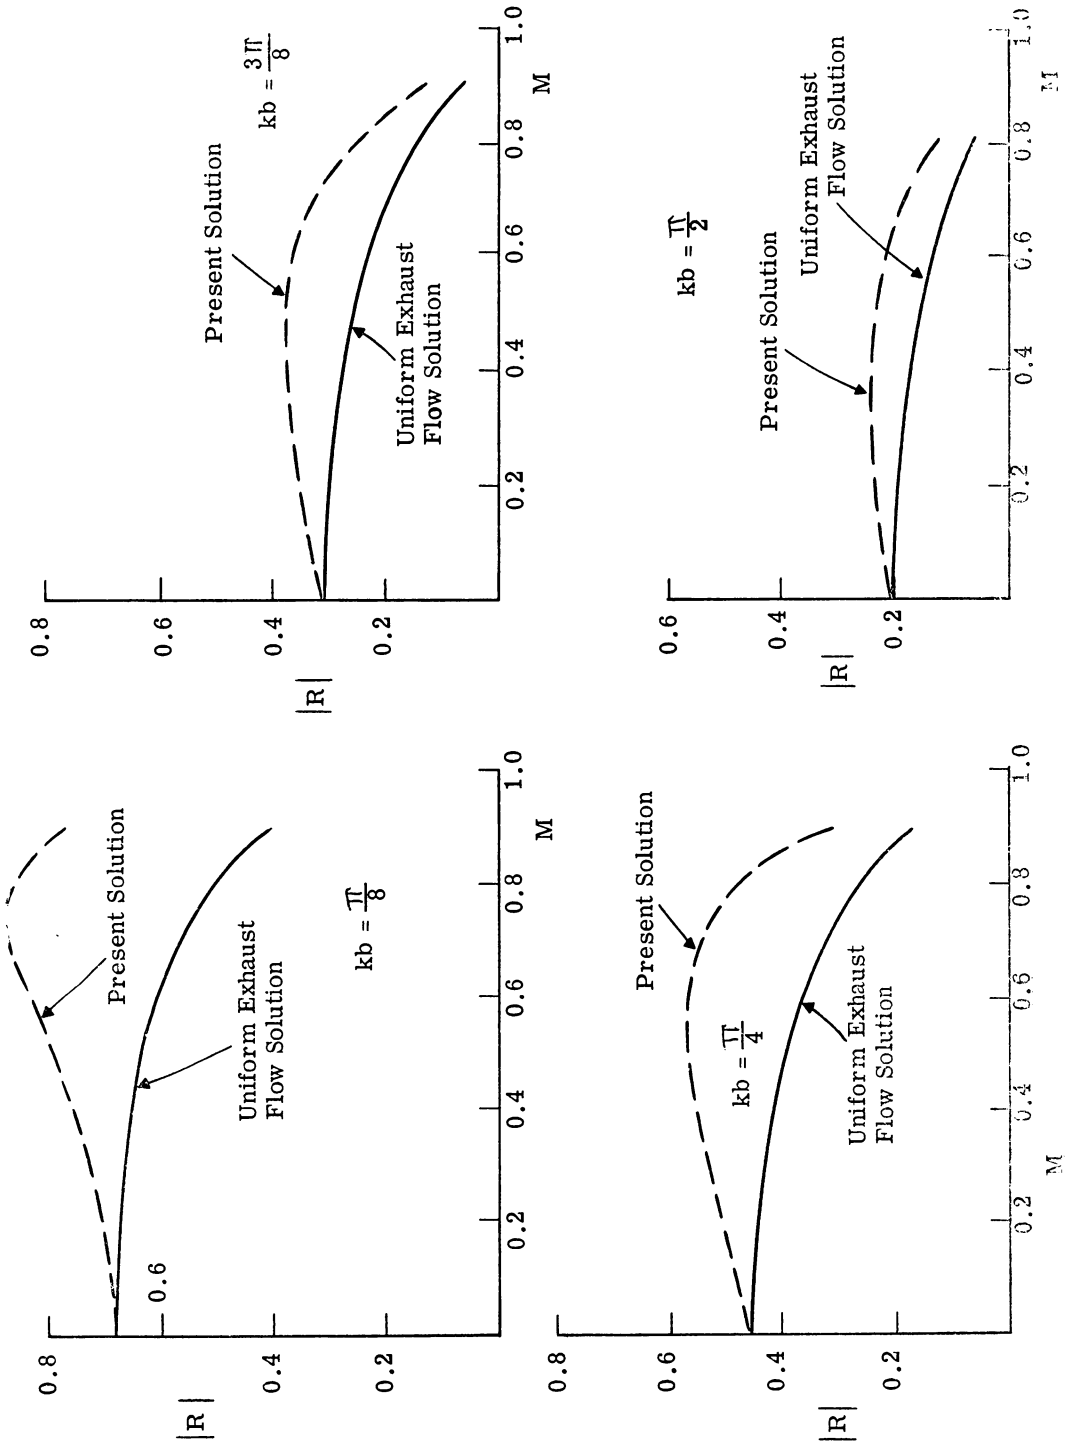 0.8
0.6
0.4
0.2
|R|
0.2
0.4
0.6
0.8
1.0
M
Present Solution
Uniform Exhaust
Flow Solution
kb = π/8
0.8
0.6
0.4
0.2
|R|
0.2
0.4
0.6
0.8
1.0
M
Present Solution
Uniform Exhaust
Flow Solution
kb = 3π/8
0.8
0.6
0.4
0.2
|R|
0.2
0.4
0.6
0.8
1.0
M
Present Solution
Uniform Exhaust
Flow Solution
kb = π/4
0.6
0.4
0.2
|R|
0.2
0.4
0.6
0.8
1.0
M
Present Solution
Uniform Exhaust
Flow Solution
kb = π/2